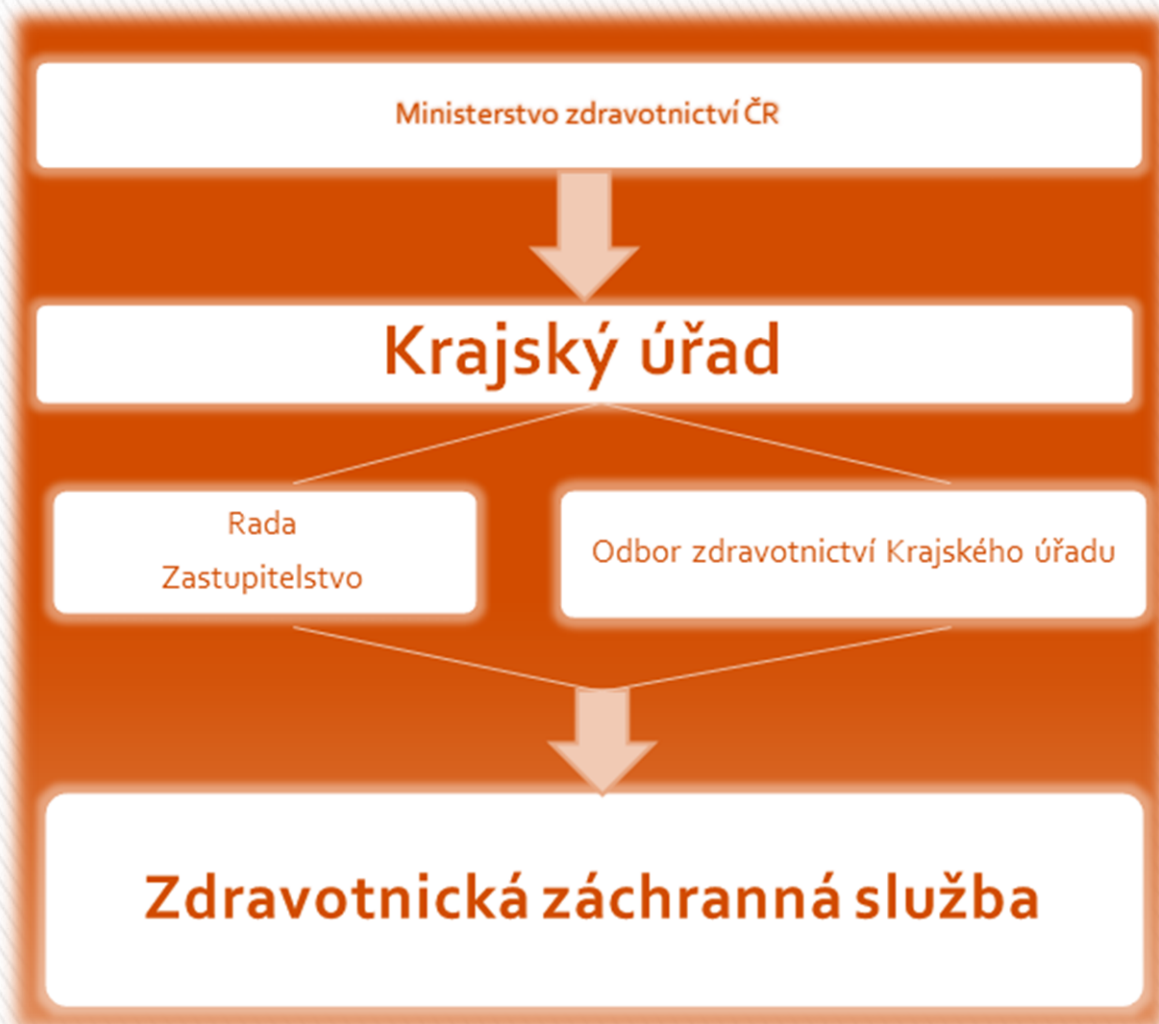 Ministerstvo zdravotnictví ČR
Krajský úřad
Rada
Zastupitelstvo
Odbor zdravotnictví Krajského úřadu
Zdravotnická záchranná služba